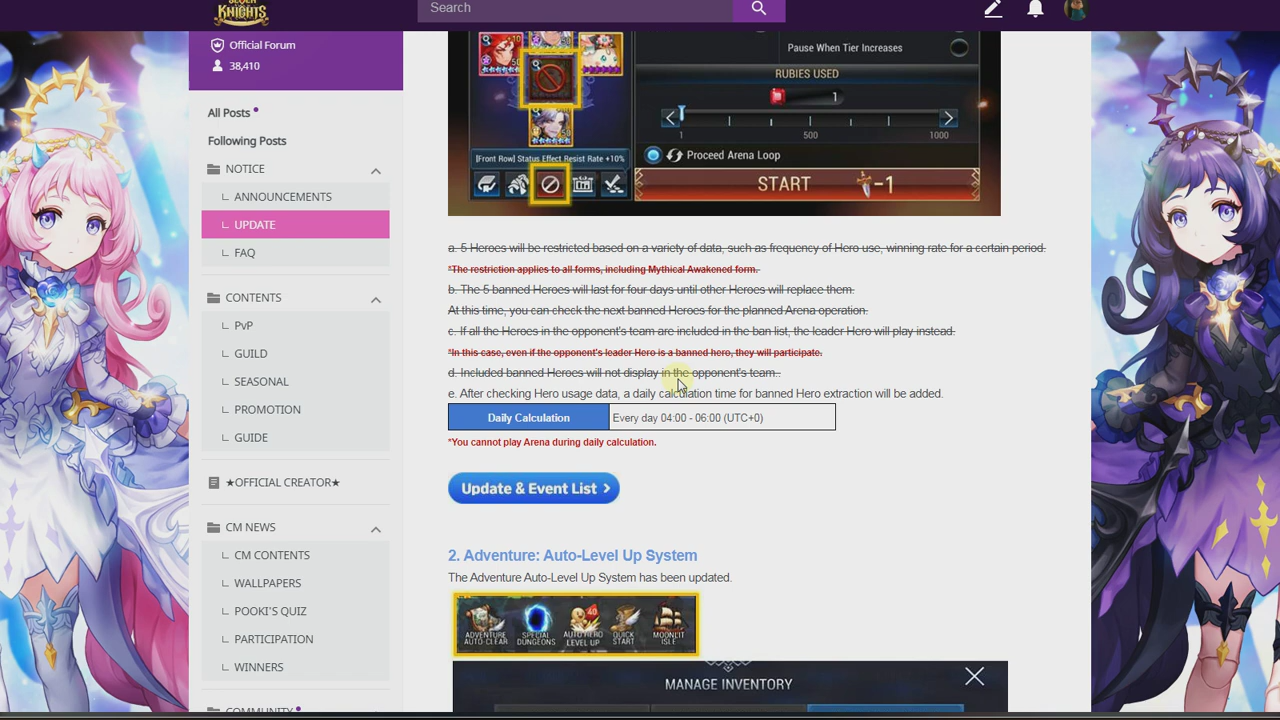 SEVEN
KNIGHTS
Search
Official Forum
38,410
All Posts
Following Posts
NOTICE
ANNOUNCEMENTS
UPDATE
FAQ
CONTENTS
PvP
GUILD
SEASONAL
PROMOTION
GUIDE
★OFFICIAL CREATOR★
CM NEWS
CM CONTENTS
WALLPAPERS
POOKI'S QUIZ
PARTICIPATION
WINNERS
COMMUNITY
Pause When Tier Increases
RUBIES USED
1
1 500 1000
[Front Row] Status Effect Resist Rate +10%
Proceed Arena Loop
START -1
a. 5 Heroes will be restricted based on a variety of data, such as frequency of Hero use, winning rate for a certain period.
*The restriction applies to all forms, including Mythical Awakened form.
b. The 5 banned Heroes will last for four days until other Heroes will replace them.
At this time, you can check the next banned Heroes for the planned Arena operation.
c. If all the Heroes in the opponent's team are included in the ban list, the leader Hero will play instead.
*In this case, even if the opponent's leader Hero is a banned hero, they will participate.
d. Included banned Heroes will not display in the opponent's team..
e. After checking Hero usage data, a daily calculation time for banned Hero extraction will be added.
Daily Calculation Every day 04:00 - 06:00 (UTC+0)
*You cannot play Arena during daily calculation.
Update & Event List >
2. Adventure: Auto-Level Up System
The Adventure Auto-Level Up System has been updated.
40
ADVENTURE AUTO-CLEAR
SPECIAL DUNGEONS
AUTO HERO LEVEL UP
QUICK START
MOONLIT ISLE
MANAGE INVENTORY